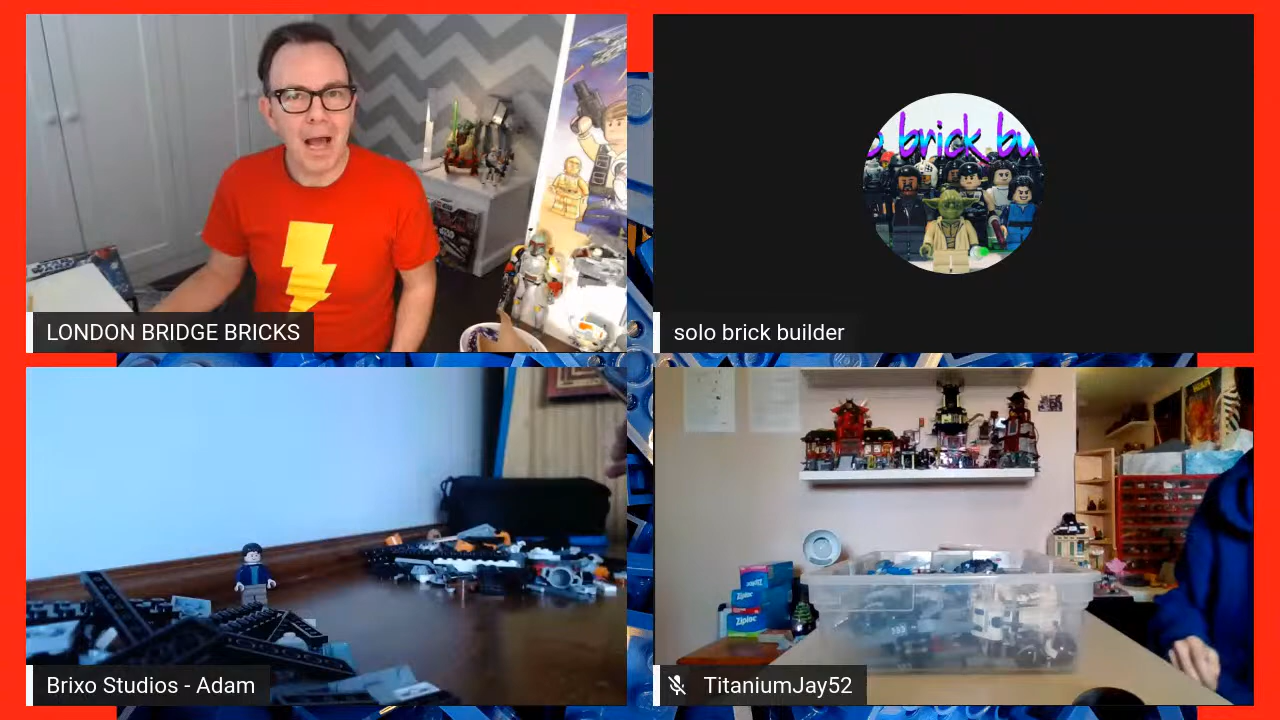 o brick bu
LONDON BRIDGE BRICKS
solo brick builder
Ziploc
Ziploc
Brixo Studios - Adam
TitaniumJay52